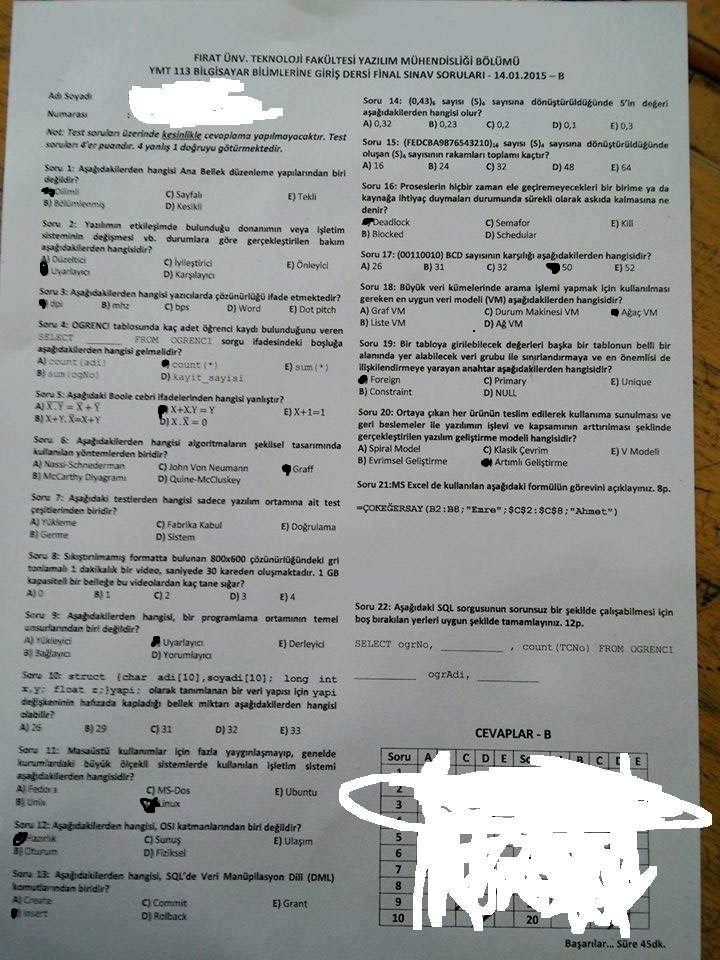 FIRAT ÜNV. TEKNOLOJİ FAKÜLTESİ YAZILIM MÜHENDİSLİĞİ BÖLÜMÜ
YMT 113 BİLGİSAYAR BİLİMLERİNE GİRİŞ DERSİ FİNAL SINAV SORULARI - 14.01.2015 – B
Adı Soyadı
Numarası :
Not: Test soruları üzerinde kesinlikle cevaplama yapılmayacaktır. Test
soruları 4'er puandır. 4 yanlış 1 doğruyu götürmektedir.
Soru 1: Aşağıdakilerden hangisi Ana Bellek düzenleme yapılarından biri
değildir?
Dilimli C) Sayfalı E) Tekli
B) Bölümlenmiş D) Kesikli
Soru 2: Yazılımın etkileşimde bulunduğu donanımın veya işletim
sisteminin değişmesi vb. durumlara göre gerçekleştirilen bakım
aşağıdakilerden hangisidir?
A) Düzeltici C) İyileştirici E) Önleyici
Uyarlayıcı D) Karşılayıcı
Soru 3: Aşağıdakilerden hangisi yazıcılarda çözünürlüğü ifade etmektedir?
dpi B) mhz C) bps D) Word E) Dot pitch
Soru 4: OGRENCI tablosunda kaç adet öğrenci kaydı bulunduğunu veren
SELECT ______ FROM OGRENCI sorgu ifadesindeki boşluğa
aşağıdakilerden hangisi gelmelidir?
A) count(adi) count(*) E) sum(*)
B) sum(ogNo) D) kayit_sayisi
Soru 5: Aşağıdaki Boole cebri ifadelerinden hangisi yanlıştır?
A) X̅.Y̅ = X̅ + Y̅ X+X.Y = Y E) X+1=1
B) X+Y.X̅=X+Y D) X.X̅ = 0
Soru 6: Aşağıdakilerden hangisi algoritmaların şekilsel tasarımında
kullanılan yöntemlerden biridir?
A) Nassi-Schnederman C) John Von Neumann Graff
B) McCarthy Diyagramı D) Quine-McCluskey
Soru 7: Aşağıdaki testlerden hangisi sadece yazılım ortamına ait test
çeşitlerinden biridir?
A) Yükleme C) Fabrika Kabul E) Doğrulama
B) Germe D) Sistem
Soru 8: Sıkıştırılmamış formatta bulunan 800x600 çözünürlüğündeki gri
tonlamalı 1 dakikalık bir video, saniyede 30 kareden oluşmaktadır. 1 GB
kapasiteli bir belleğe bu videolardan kaç tane sığar?
A) 0 B) 1 C) 2 D) 3 E) 4
Soru 9: Aşağıdakilerden hangisi, bir programlama ortamının temel
unsurlarından biri değildir?
A) Yükleyici Uyarlayıcı E) Derleyici
B) Bağlayıcı D) Yorumlayıcı
Soru 10: struct {char adi[10],soyadi[10]; long int
x,y; float z;}yapi; olarak tanımlanan bir veri yapısı için yapi
değişkeninin hafızada kapladığı bellek miktarı aşağıdakilerden hangisi
olabilir?
A) 26 B) 29 C) 31 D) 32 E) 33
Soru 11: Masaüstü kullanımlar için fazla yaygınlaşmayıp, genelde
kurumlardaki büyük ölçekli sistemlerde kullanılan işletim sistemi
aşağıdakilerden hangisidir?
A) Fedora C) MS-Dos E) Ubuntu
B) Unix Linux
Soru 12: Aşağıdakilerden hangisi, OSI katmanlarından biri değildir?
Hazırlık C) Sunuş E) Ulaşım
B) Oturum D) Fiziksel
Soru 13: Aşağıdakilerden hangisi, SQL'de Veri Manüpilasyon Dili (DML)
komutlarından biridir?
A) Create C) Commit E) Grant
Insert D) Rolback
Soru 14: (0,43)₆ sayısı (S)₄ sayısına dönüştürüldüğünde S'in değeri
aşağıdakilerden hangisi olur?
A) 0,32 B) 0,23 C) 0,2 D) 0,1 E) 0,3
Soru 15: (FEDCBA9876543210)₁₆ sayısı (S)₄ sayısına dönüştürüldüğünde
oluşan (S)₄ sayısının rakamları toplamı kaçtır?
A) 16 B) 24 C) 32 D) 48 E) 64
Soru 16: Proseslerin hiçbir zaman ele geçiremeyecekleri bir birime ya da
kaynağa ihtiyaç duymaları durumunda sürekli olarak askıda kalmasına ne
denir?
Deadlock C) Semafor E) Kill
B) Blocked D) Schedular
Soru 17: (00110010) BCD sayısının karşılığı aşağıdakilerden hangisidir?
A) 26 B) 31 C) 32 50 E) 52
Soru 18: Büyük veri kümelerinde arama işlemi yapmak için kullanılması
gereken en uygun veri modeli (VM) aşağıdakilerden hangisidir?
A) Graf VM C) Durum Makinesi VM Ağaç VM
B) Liste VM D) Ağ VM
Soru 19: Bir tabloya girilebilecek değerleri başka bir tablonun belli bir
alanında yer alabilecek veri grubu ile sınırlandırmaya ve en önemlisi de
ilişkilendirmeye yarayan anahtar aşağıdakilerden hangisidir?
Foreign C) Primary E) Unique
B) Constraint D) NULL
Soru 20: Ortaya çıkan her ürünün teslim edilerek kullanıma sunulması ve
geri beslemeler ile yazılımın işlevi ve kapsamının arttırılması şeklinde
gerçekleştirilen yazılım geliştirme modeli hangisidir?
A) Spiral Model C) Klasik Çevrim E) V Modeli
B) Evrimsel Geliştirme Artımlı Geliştirme
Soru 21:MS Excel de kullanılan aşağıdaki formülün görevini açıklayınız. 8p.
=ÇOKEĞERSAY(B2:B8;"Emre";$C$2:$C$8;"Ahmet")
Soru 22: Aşağıdaki SQL sorgusunun sorunsuz bir şekilde çalışabilmesi için
boş bırakılan yerleri uygun şekilde tamamlayınız. 12p.
SELECT ogrNo, ________ , count(TCNo) FROM OGRENCI
________ ogrAdi, ________
CEVAPLAR - B
Soru A C D E B C E
2
3
5
6
7
8
9
10 20
Başarılar... Süre 45dk.